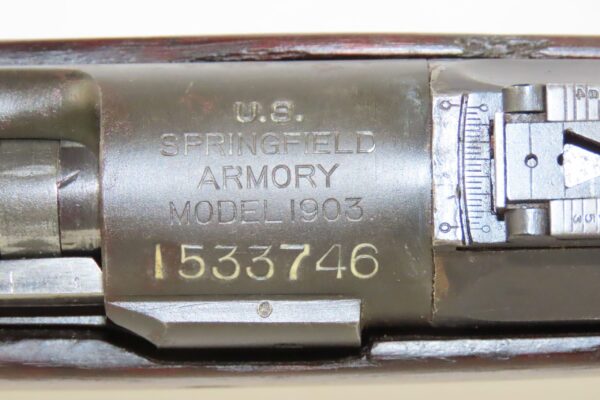 U.S.
SPRINGFIELD
ARMORY
MODEL 1903.
1533746